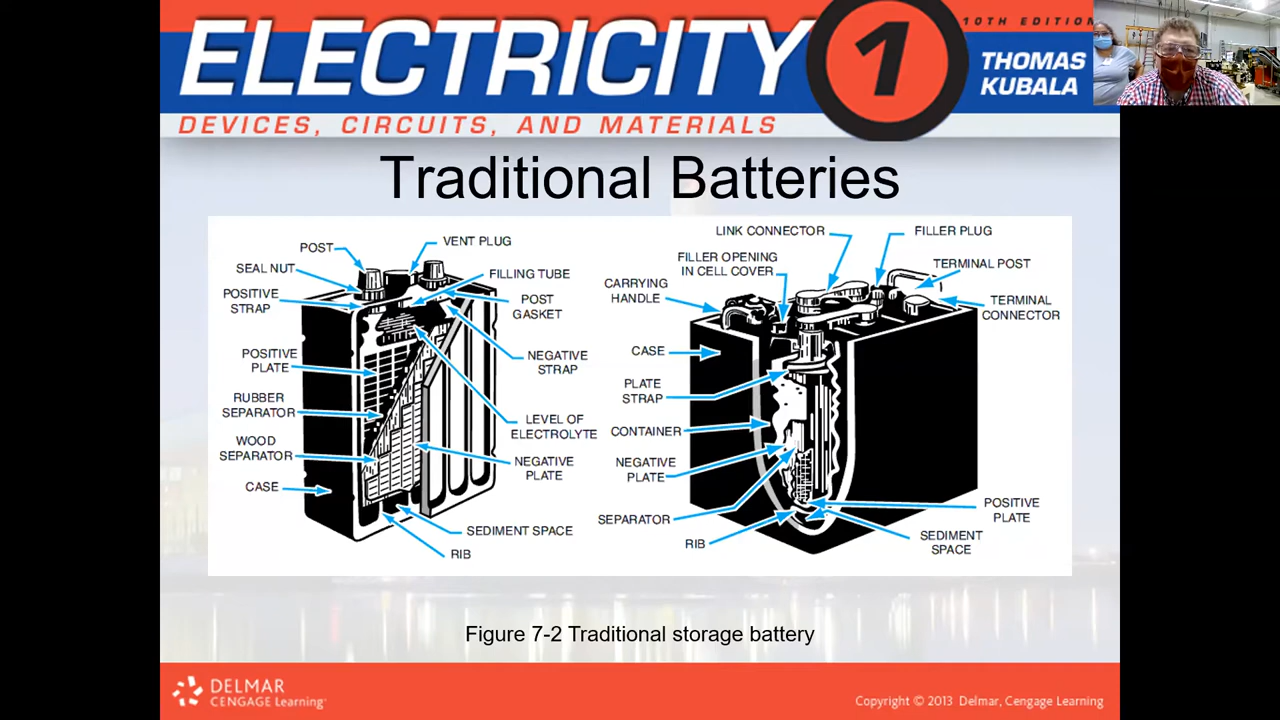 ELECTRICITY 1
10TH EDITION
THOMAS
KUBALA
DEVICES, CIRCUITS, AND MATERIALS
Traditional Batteries
POST
SEAL NUT
POSITIVE
STRAP
POSITIVE
PLATE
RUBBER
SEPARATOR
WOOD
SEPARATOR
CASE
VENT PLUG
FILLING TUBE
POST
GASKET
NEGATIVE
STRAP
LEVEL OF
ELECTROLYTE
NEGATIVE
PLATE
SEDIMENT SPACE
RIB
LINK CONNECTOR
FILLER OPENING
IN CELL COVER
CARRYING
HANDLE
CASE
PLATE
STRAP
CONTAINER
NEGATIVE
PLATE
SEPARATOR
RIB
FILLER PLUG
TERMINAL POST
TERMINAL
CONNECTOR
POSITIVE
PLATE
SEDIMENT
SPACE
Figure 7-2 Traditional storage battery
DELMAR
CENGAGE Learning™
Copyright © 2013 Delmar, Cengage Learning